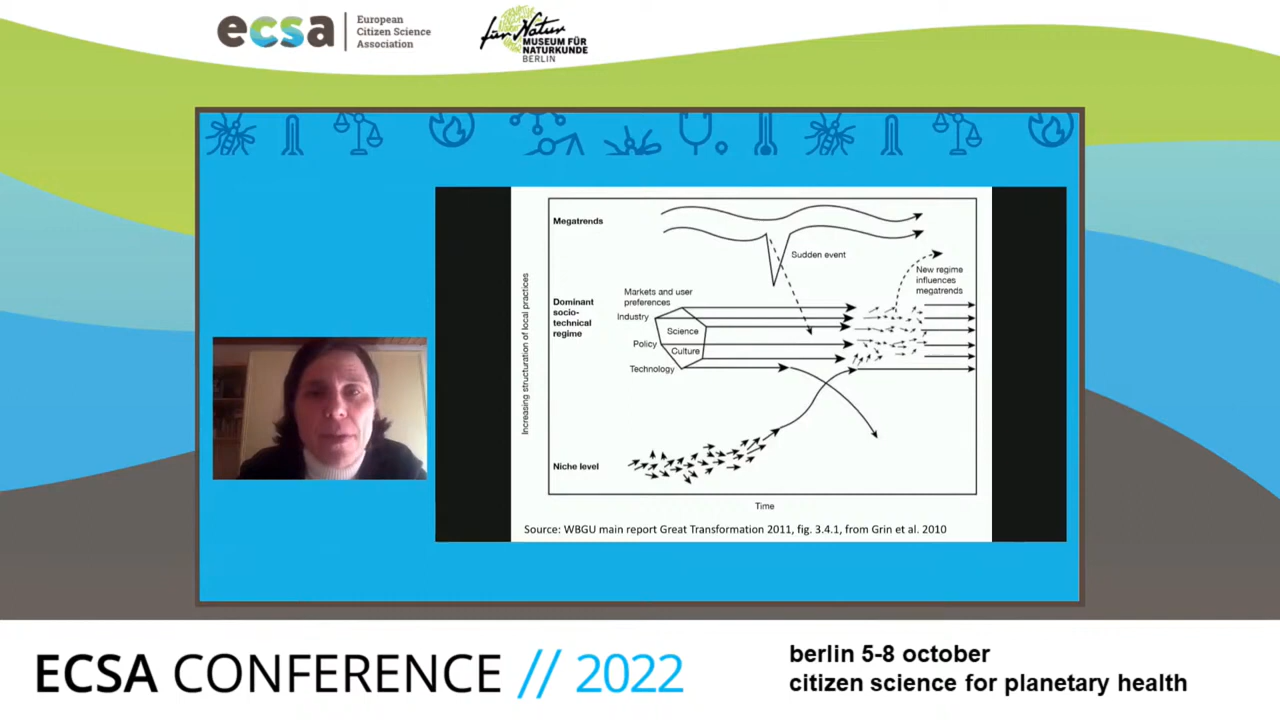 ecsa
European
Citizen Science
Association
für Natur
MUSEUM FÜR
NATURKUNDE
BERLIN
Megatrends
Sudden event
New regime
influences
megatrends
Increasing structuration of local practices
Dominant
socio-
technical
regime
Markets and user
preferences
Industry
Science
Policy
Culture
Technology
Niche level
Time
Source: WBGU main report Great Transformation 2011, fig. 3.4.1, from Grin et al. 2010
ECSA CONFERENCE // 2022
berlin 5-8 october
citizen science for planetary health